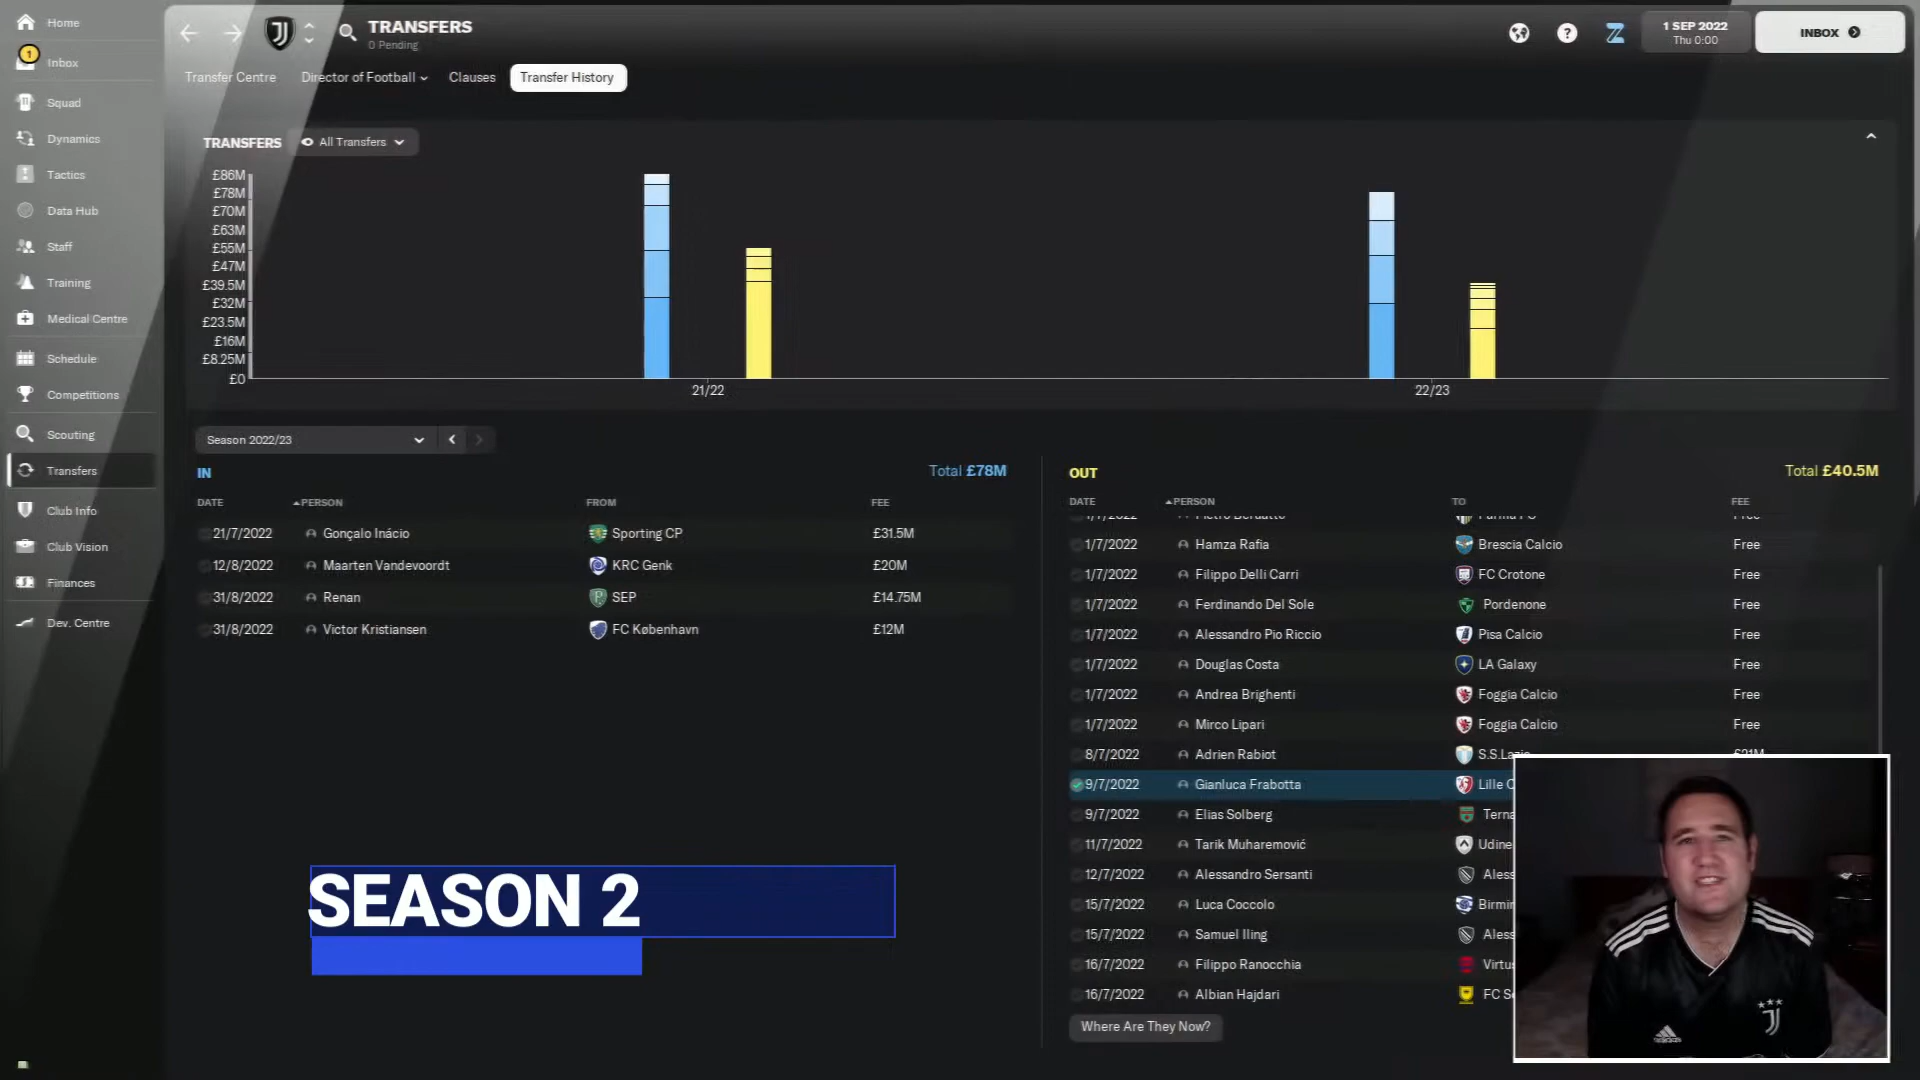 Home
1
Inbox
Squad
Dynamics
Tactics
Data Hub
Staff
Training
Medical Centre
Schedule
Competitions
Scouting
Transfers
Club Info
Club Vision
Finances
Dev. Centre
TRANSFERS
0 Pending
1 SEP 2022
Thu 0:00
INBOX
Transfer Centre
Director of Football
Clauses
Transfer History
TRANSFERS
All Transfers
£86M
£78M
£70M
£63M
£55M
£47M
£39.5M
£32M
£23.5M
£16M
£8.25M
£0
21/22
22/23
Season 2022/23
IN Total £78M
DATE PERSON FROM FEE
21/7/2022 Gonçalo Inácio Sporting CP £31.5M
12/8/2022 Maarten Vandevoordt KRC Genk £20M
31/8/2022 Renan SEP £14.75M
31/8/2022 Victor Kristiansen FC København £12M
OUT Total £40.5M
DATE PERSON TO FEE
1/7/2022 Hamza Rafia Brescia Calcio Free
1/7/2022 Filippo Delli Carri FC Crotone Free
1/7/2022 Ferdinando Del Sole Pordenone Free
1/7/2022 Alessandro Pio Riccio Pisa Calcio Free
1/7/2022 Douglas Costa LA Galaxy Free
1/7/2022 Andrea Brighenti Foggia Calcio Free
1/7/2022 Mirco Lipari Foggia Calcio Free
8/7/2022 Adrien Rabiot S.S.Lazio £21M
9/7/2022 Gianluca Frabotta Lille
9/7/2022 Elias Solberg Terna
11/7/2022 Tarik Muharemović Udine
12/7/2022 Alessandro Sersanti Aless
15/7/2022 Luca Coccolo Birmin
15/7/2022 Samuel Iling Aless
16/7/2022 Filippo Ranocchia Virtus
16/7/2022 Albian Hajdari FC S
Where Are They Now?
SEASON 2
adidas